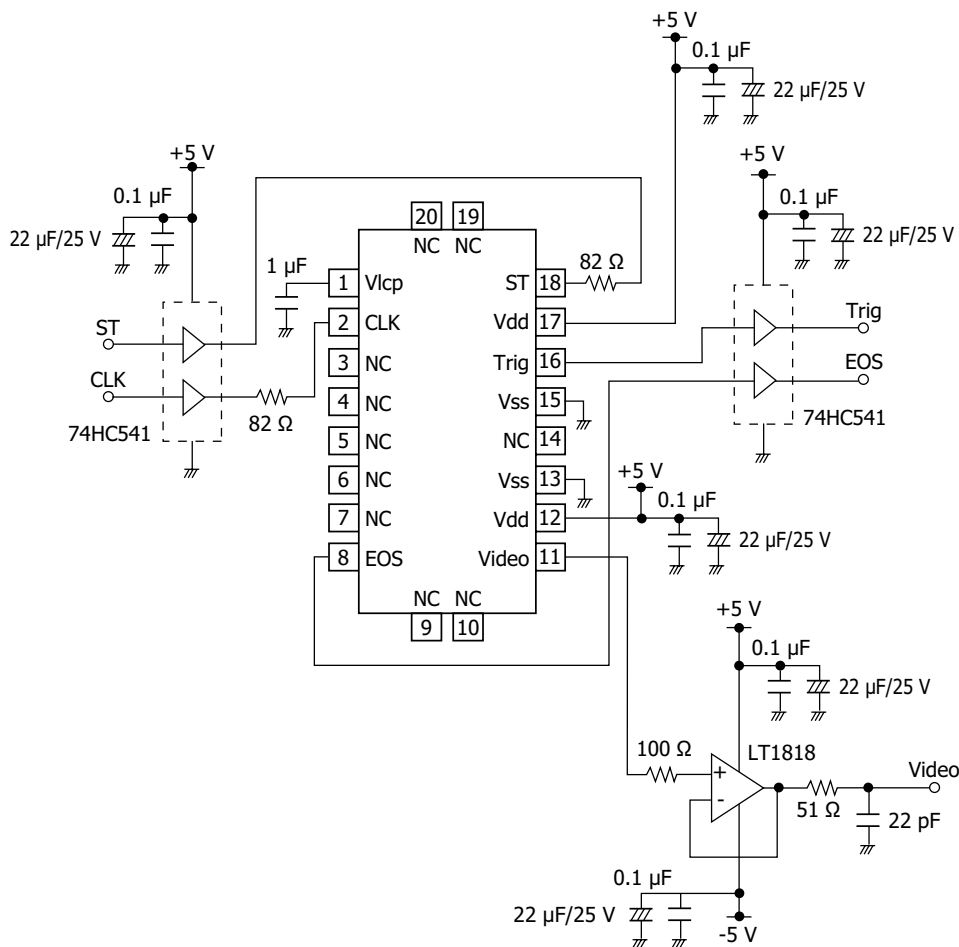 +5 V
0.1 µF
22 µF/25 V
+5 V
0.1 µF
22 µF/25 V
+5 V
0.1 µF
22 µF/25 V
20 19
NC NC
1 µF
1 Vlcp
2 CLK
3 NC
4 NC
5 NC
6 NC
7 NC
8 EOS
ST 18
Vdd 17
Trig 16
Vss 15
NC 14
Vss 13
Vdd 12
Video 11
NC NC
9 10
82 Ω
ST
CLK
82 Ω
74HC541
Trig
EOS
74HC541
+5 V
0.1 µF
22 µF/25 V
+5 V
0.1 µF
22 µF/25 V
100 Ω
LT1818
+
-
Video
51 Ω
22 pF
0.1 µF
22 µF/25 V
-5 V